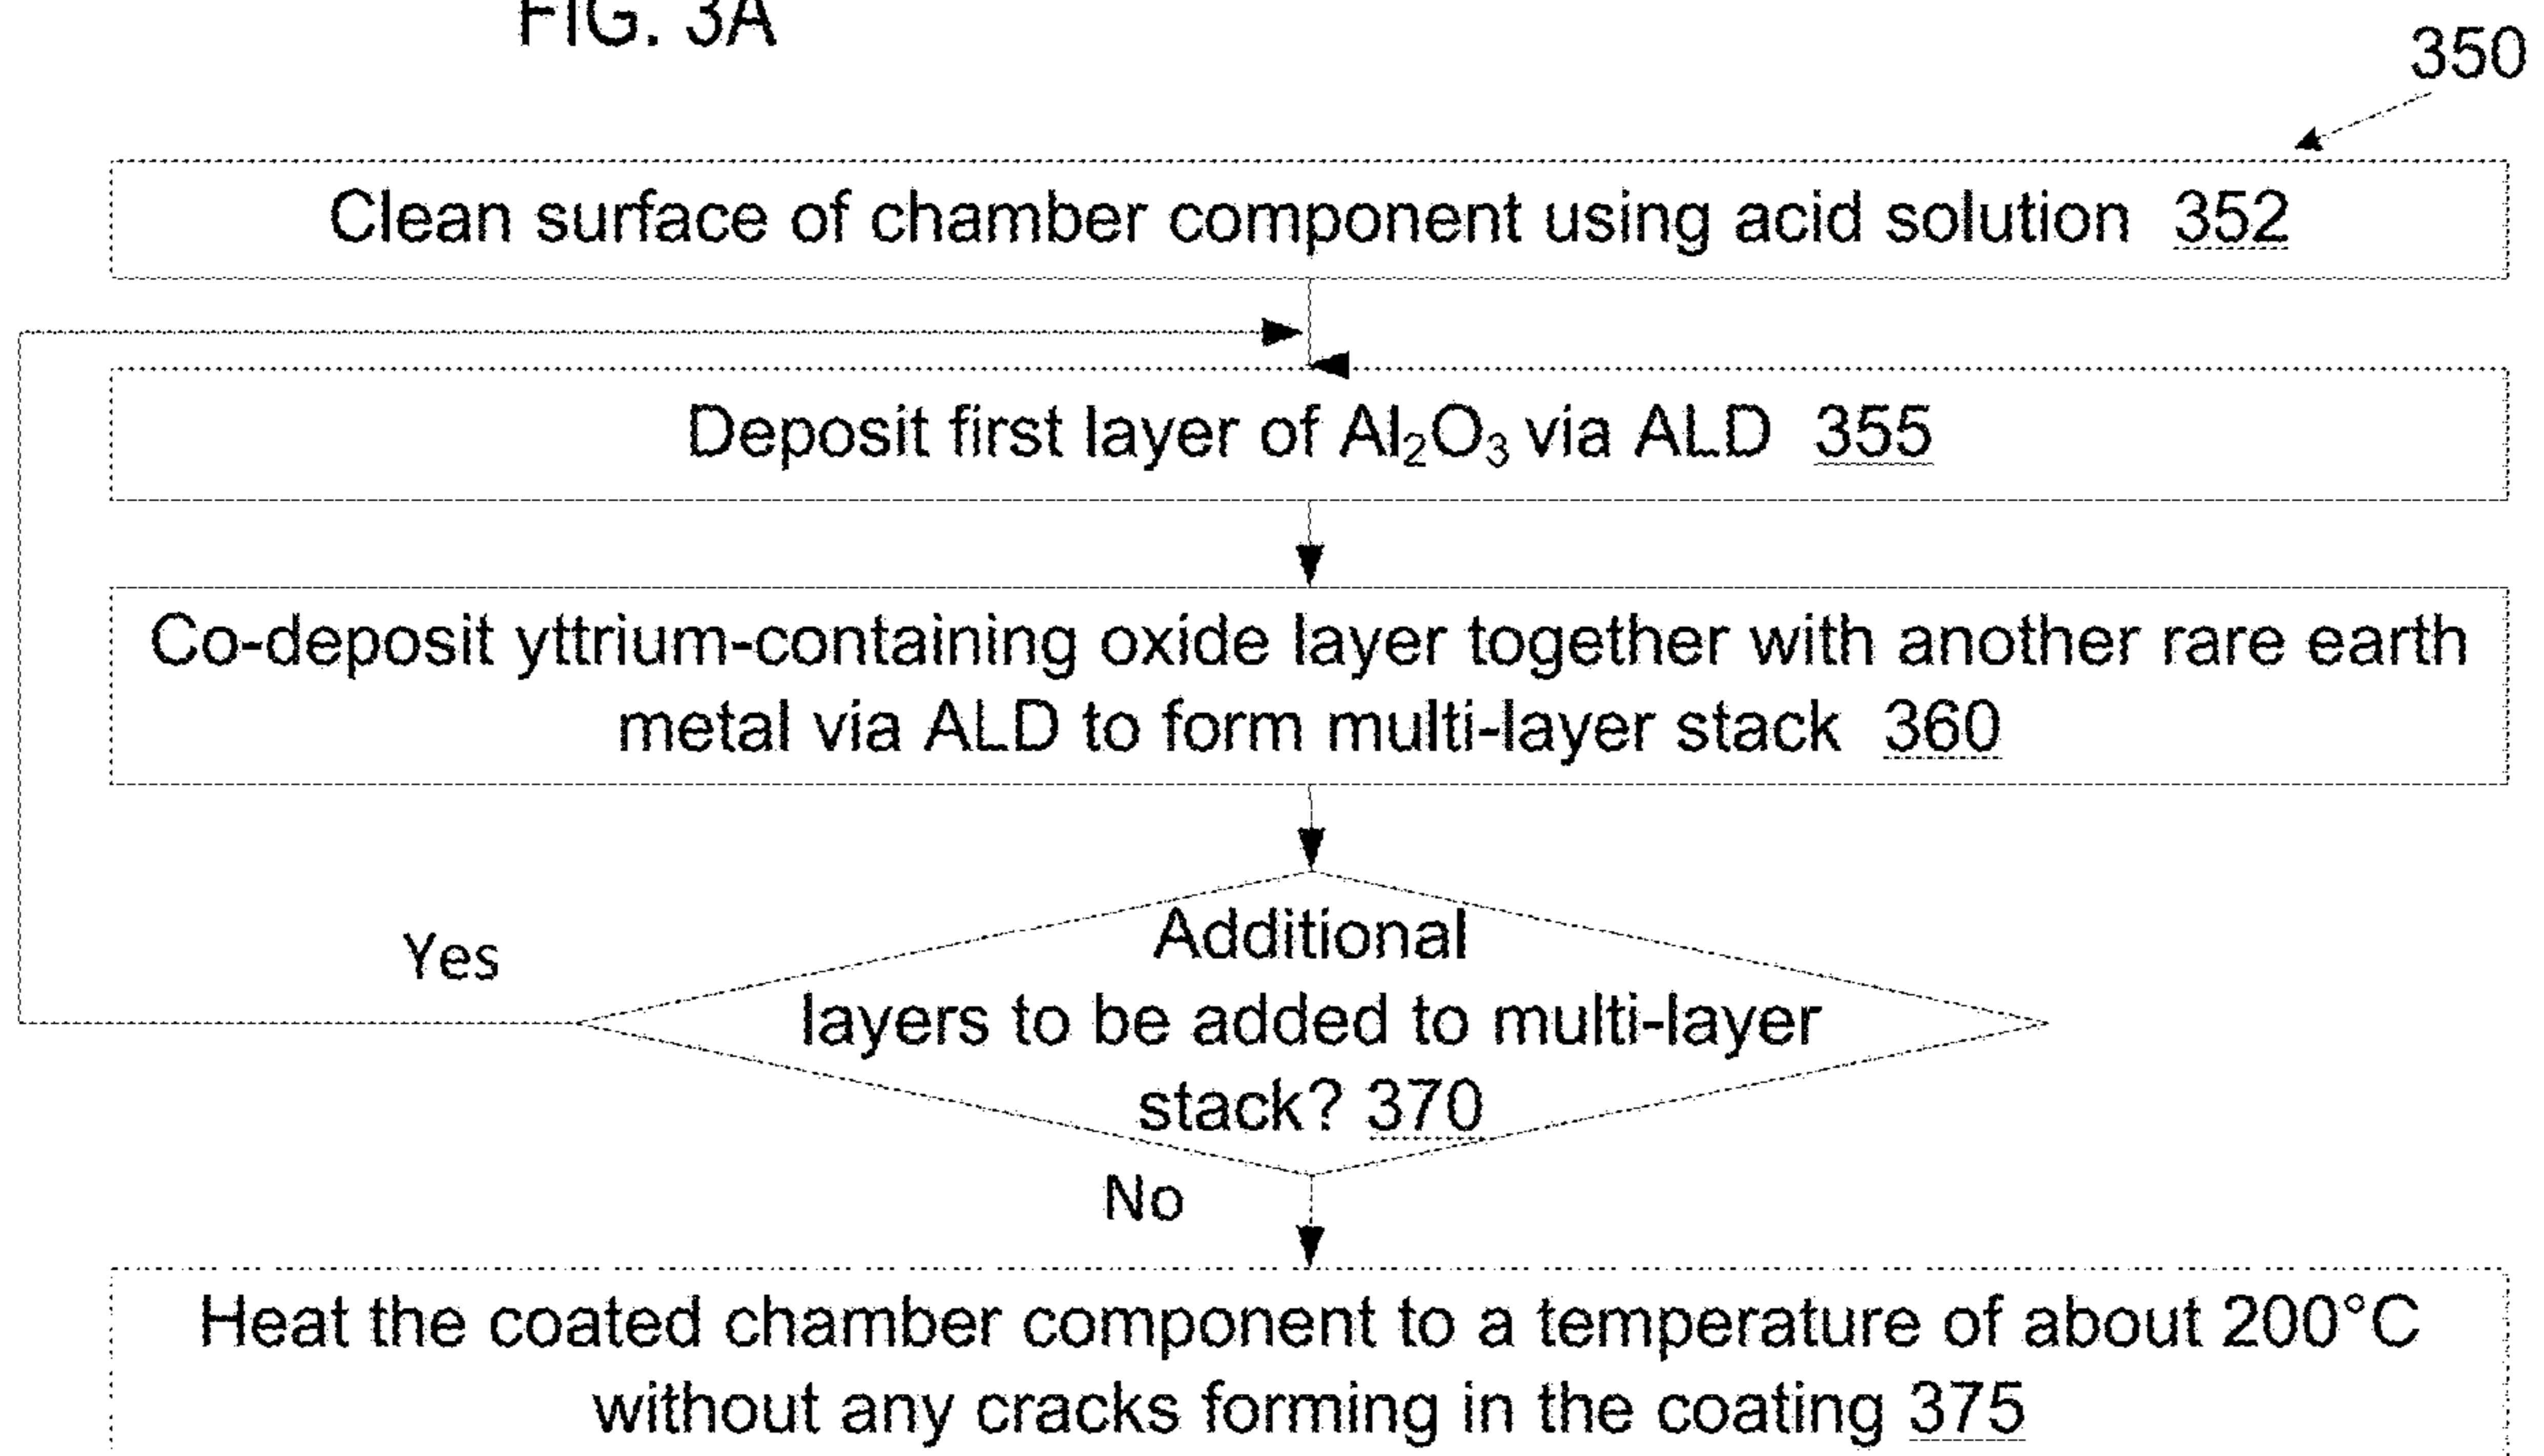 FIG. 3A
350
Clean surface of chamber component using acid solution 352
Deposit first layer of Al₂O₃ via ALD 355
Co-deposit yttrium-containing oxide layer together with another rare earth
metal via ALD to form multi-layer stack 360
Additional
layers to be added to multi-layer
stack? 370
Yes
No
Heat the coated chamber component to a temperature of about 200°C
without any cracks forming in the coating 375